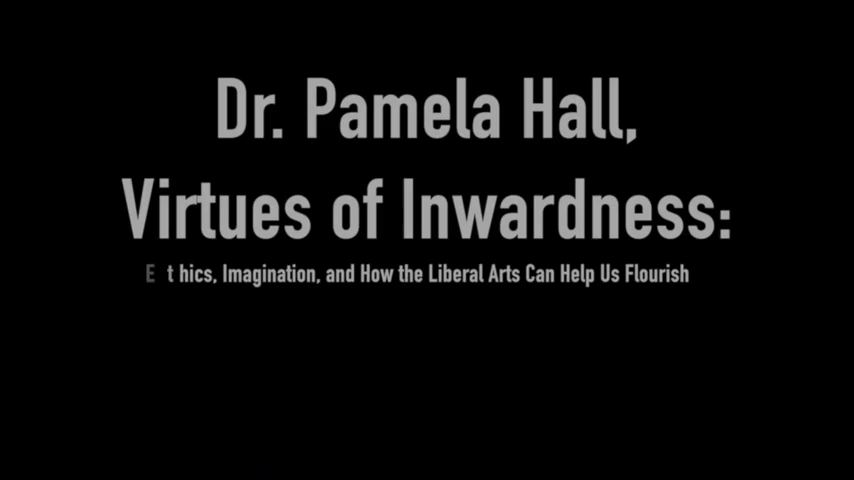 Dr. Pamela Hall,
Virtues of Inwardness:
Ethics, Imagination, and How the Liberal Arts Can Help Us Flourish